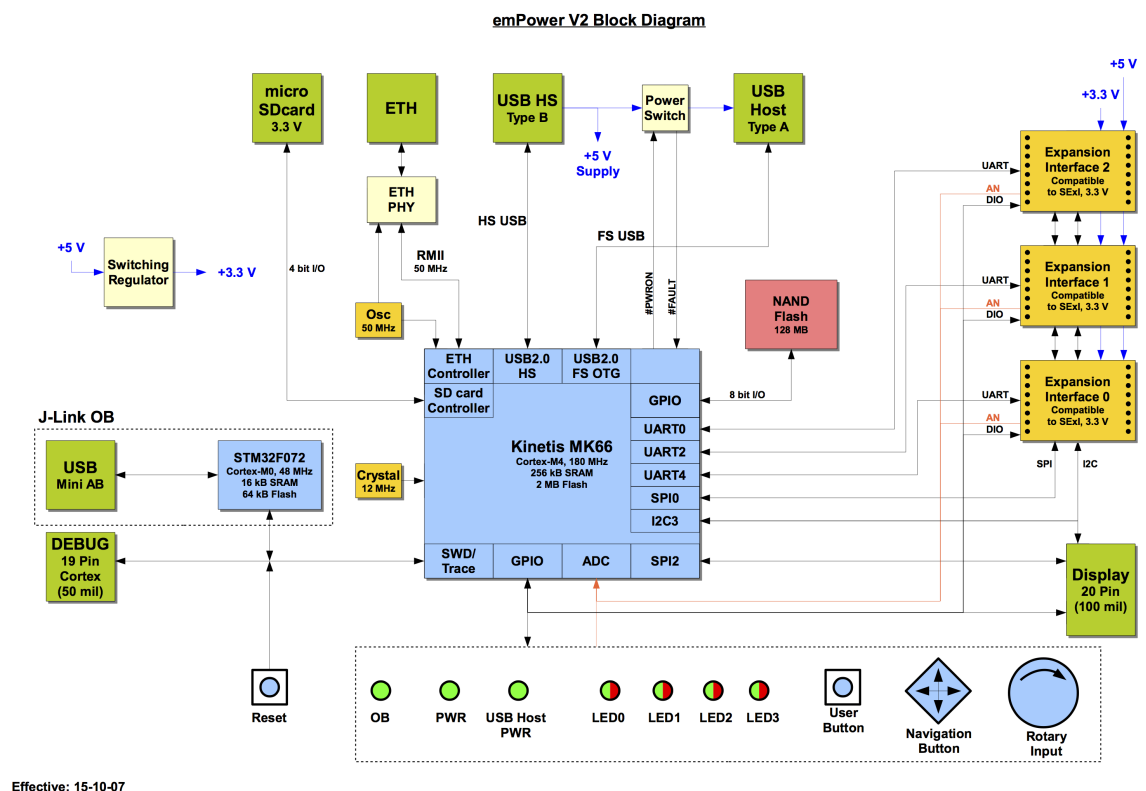 emPower V2 Block Diagram
micro
SDcard
3.3 V
ETH
USB HS
Type B
Power
Switch
USB
Host
Type A
+5 V
Supply
+5 V
+3.3 V
ETH
PHY
HS USB
FS USB
RMII
50 MHz
4 bit I/O
#PWRON
#FAULT
+5 V
Switching
Regulator
+3.3 V
Osc
50 MHz
NAND
Flash
128 MB
8 bit I/O
UART
AN
DIO
Expansion
Interface 2
Compatible
to SExI, 3.3 V
UART
AN
DIO
Expansion
Interface 1
Compatible
to SExI, 3.3 V
UART
AN
DIO
Expansion
Interface 0
Compatible
to SExI, 3.3 V
SPI
I2C
ETH
Controller
USB2.0
HS
USB2.0
FS OTG
SD card
Controller
GPIO
UART0
UART2
UART4
SPI0
I2C3
Kinetis MK66
Cortex-M4, 180 MHz
256 kB SRAM
2 MB Flash
SWD/
Trace
GPIO
ADC
SPI2
Crystal
12 MHz
J-Link OB
USB
Mini AB
STM32F072
Cortex-M0, 48 MHz
16 kB SRAM
64 kB Flash
DEBUG
19 Pin
Cortex
(50 mil)
Display
20 Pin
(100 mil)
Reset
OB
PWR
USB Host
PWR
LED0
LED1
LED2
LED3
User
Button
Navigation
Button
Rotary
Input
Effective: 15-10-07